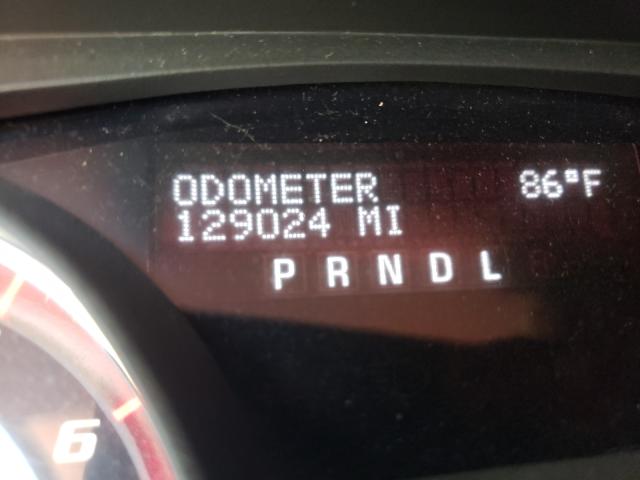 ODOMETER 86°F
129024 MI
P R N D L
6